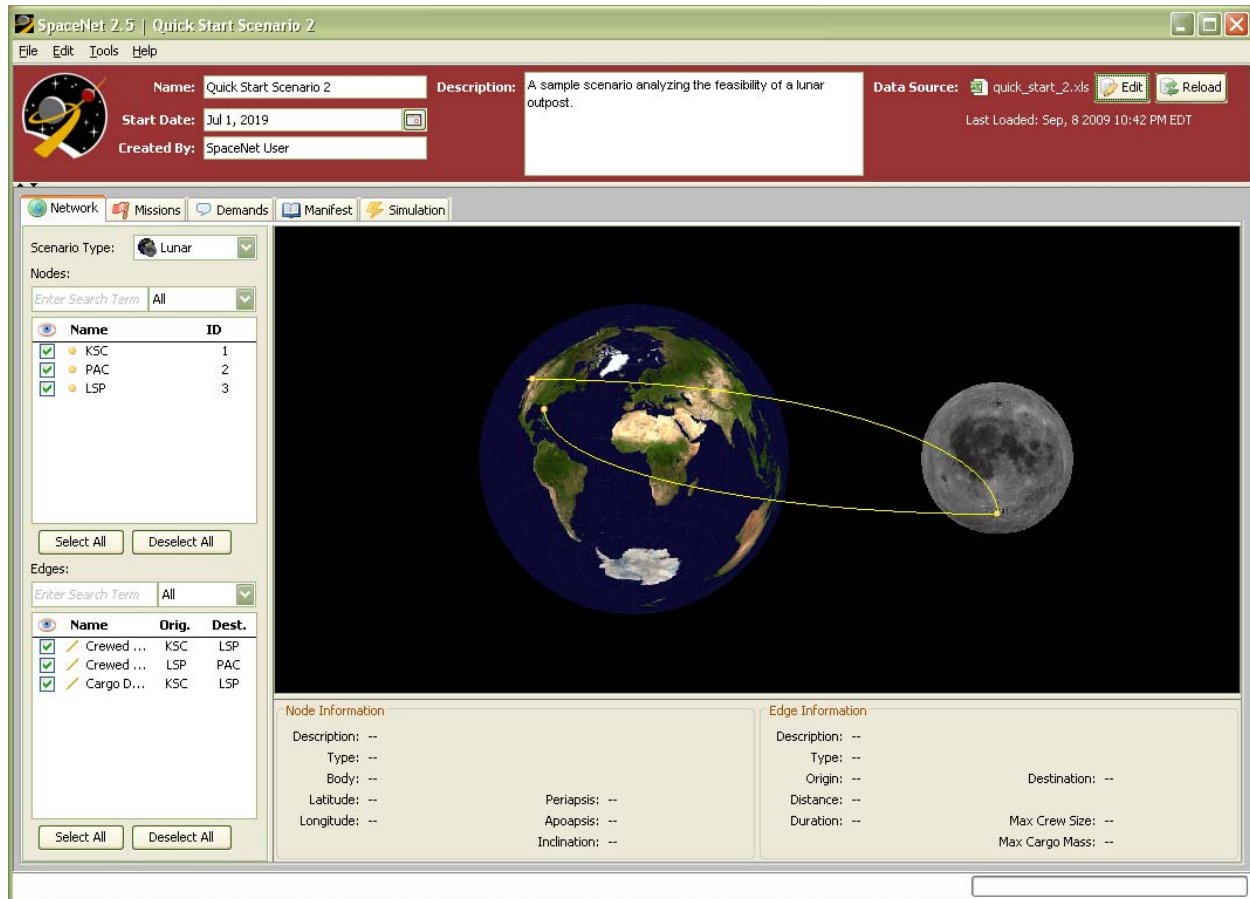 SpaceNet 2.5 | Quick Start Scenario 2
File Edit Tools Help
Name: Quick Start Scenario 2
Start Date: Jul 1, 2019
Created By: SpaceNet User
Description: A sample scenario analyzing the feasibility of a lunar
outpost.
Data Source: quick_start_2.xls Edit Reload
Last Loaded: Sep, 8 2009 10:42 PM EDT
Network Missions Demands Manifest Simulation
Scenario Type: Lunar
Nodes:
Enter Search Term All
Name ID
KSC 1
PAC 2
LSP 3
Select All Deselect All
Edges:
Enter Search Term All
Name Orig. Dest.
Crewed ... KSC LSP
Crewed ... LSP PAC
Cargo D... KSC LSP
Select All Deselect All
Node Information
Description: --
Type: --
Body: --
Latitude: -- Periapsis: --
Longitude: -- Apoapsis: --
Inclination: --
Edge Information
Description: --
Type: --
Origin: -- Destination: --
Distance: --
Duration: -- Max Crew Size: --
Max Cargo Mass: --